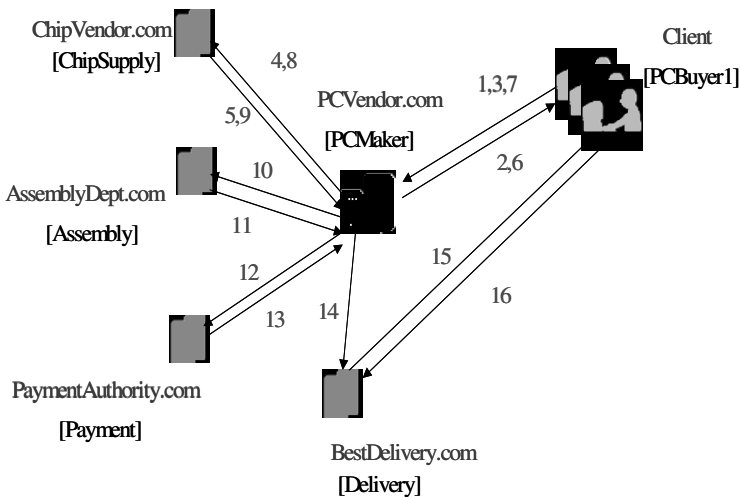 ChipVendor.com
[ChipSupply]
4,8
5,9
Client
[PCBuyer1]
1,3,7
2,6
PCVendor.com
[PCMaker]
AssemblyDept.com
[Assembly]
10
11
12
13
14
15
16
PaymentAuthority.com
[Payment]
BestDelivery.com
[Delivery]